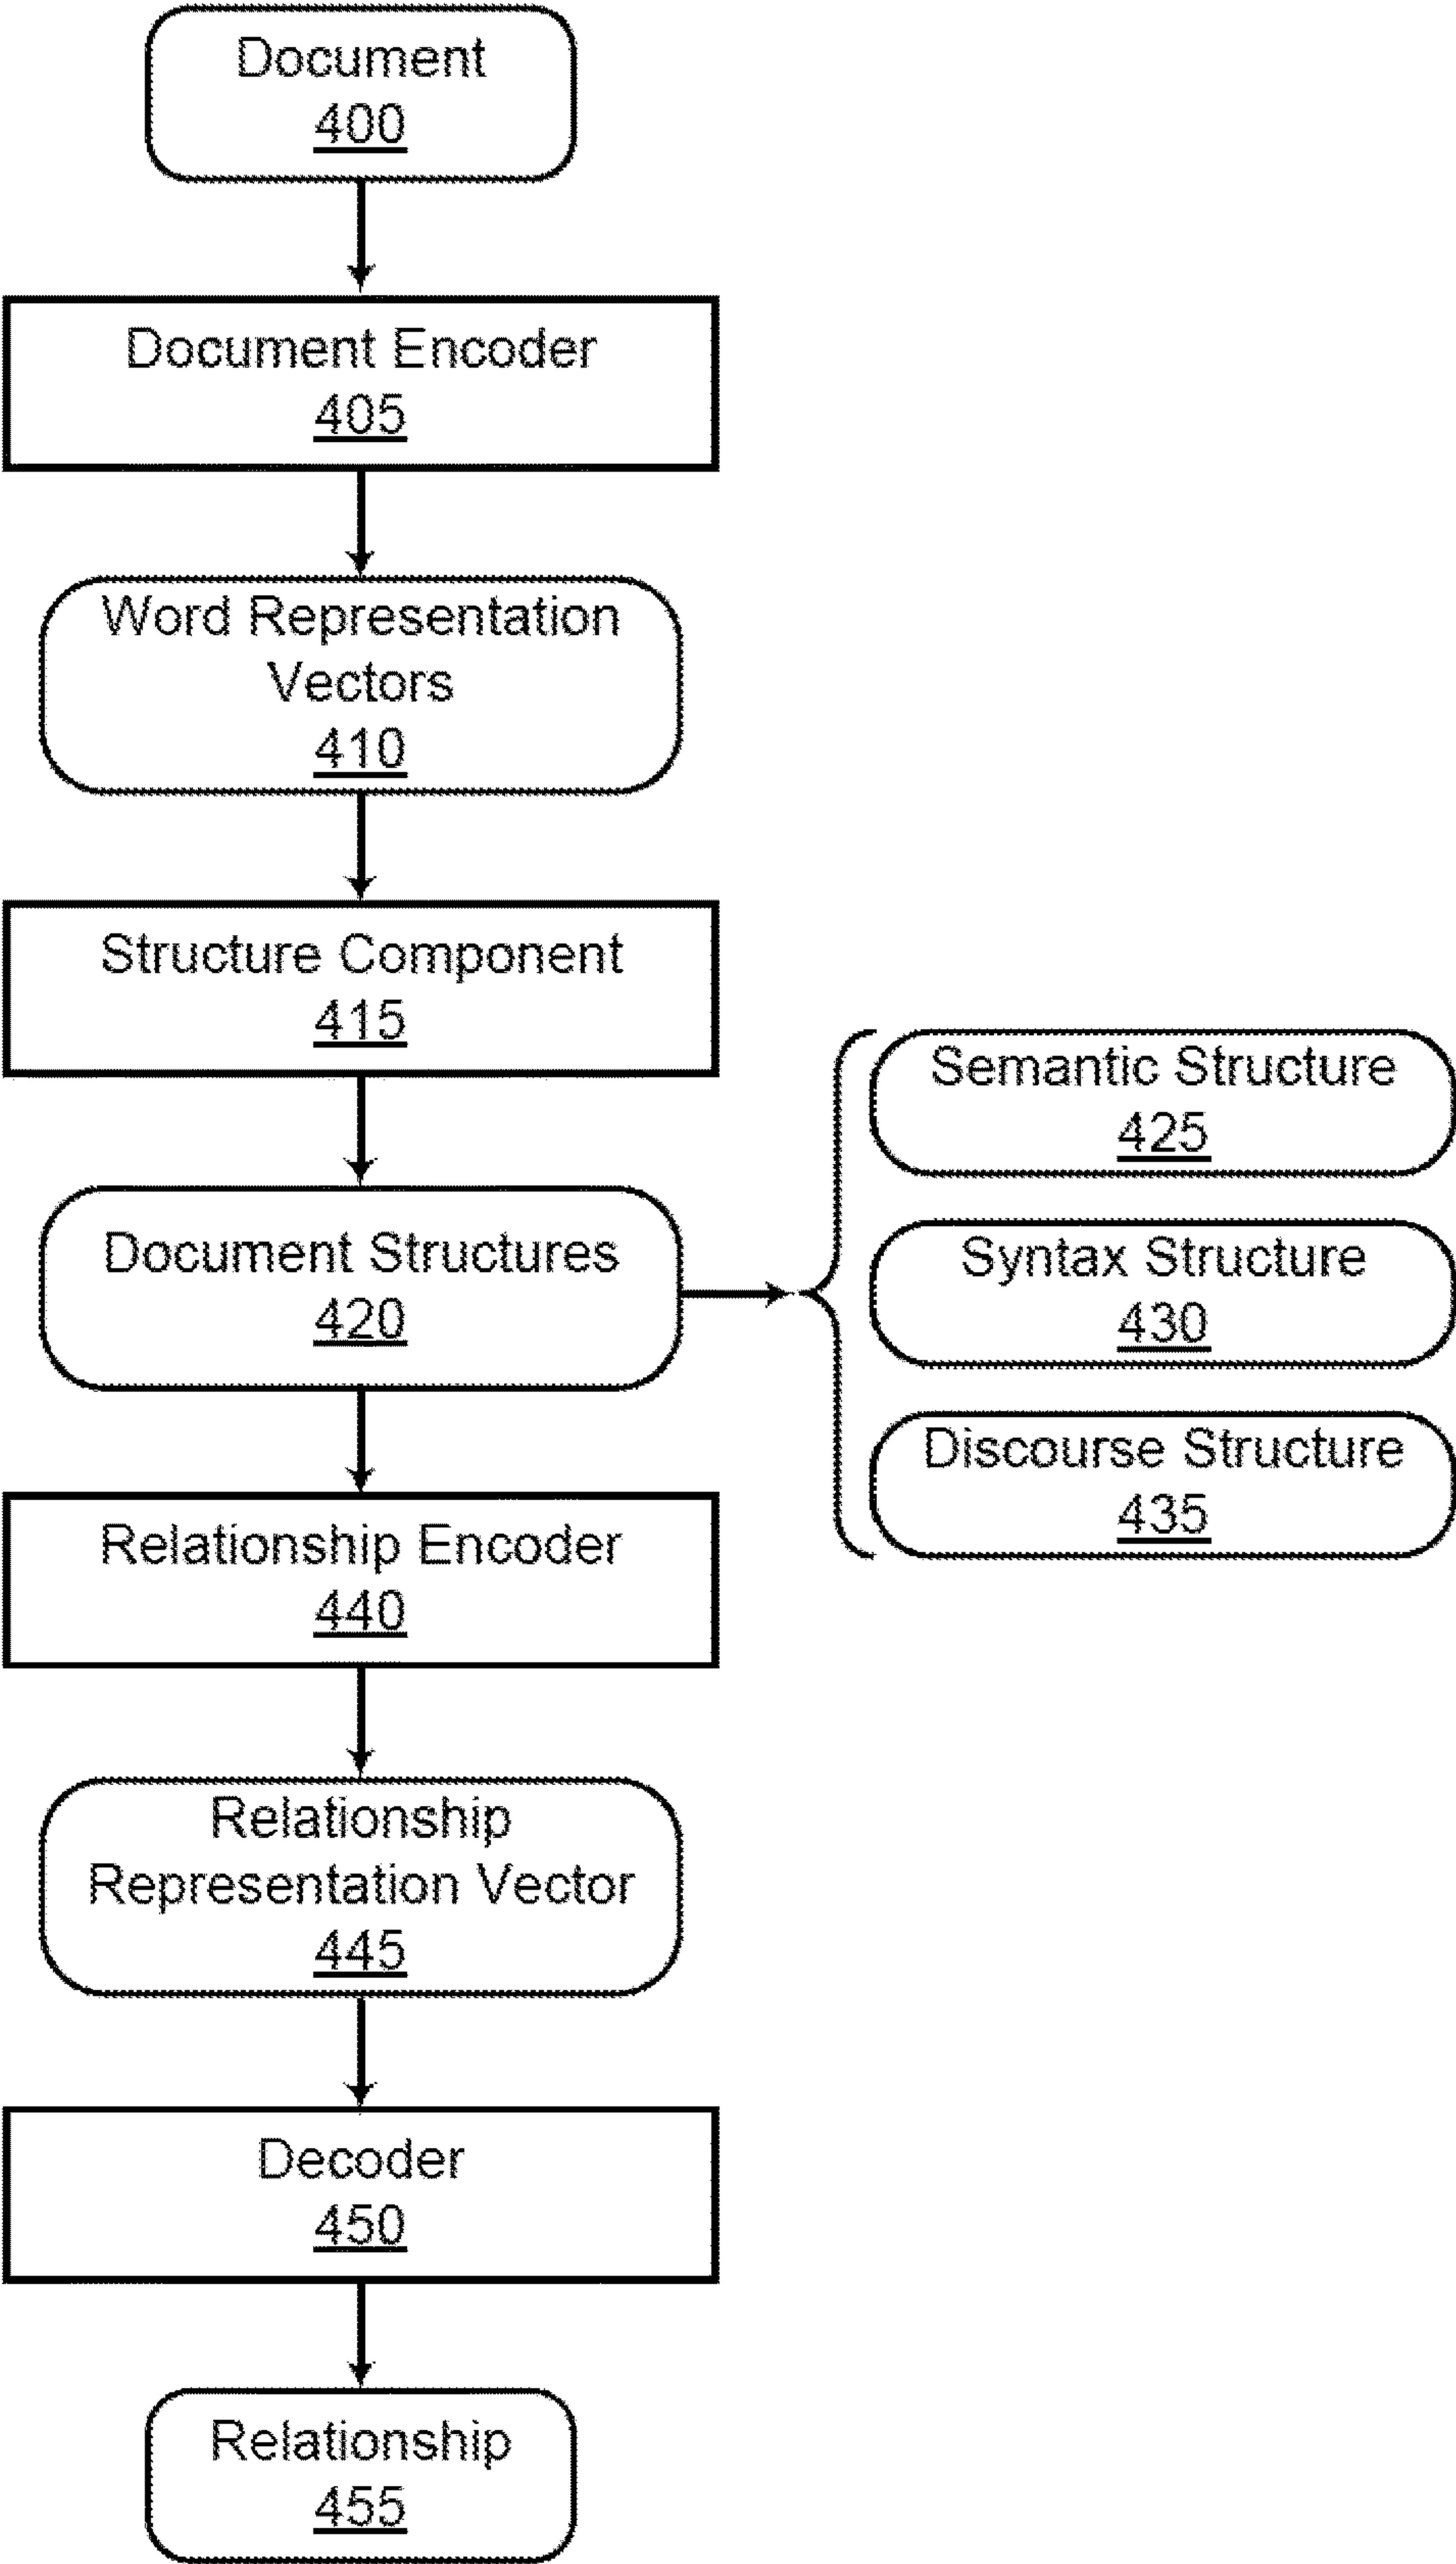 Document
400
Document Encoder
405
Word Representation
Vectors
410
Structure Component
415
Document Structures
420
Semantic Structure
425
Syntax Structure
430
Discourse Structure
435
Relationship Encoder
440
Relationship
Representation Vector
445
Decoder
450
Relationship
455